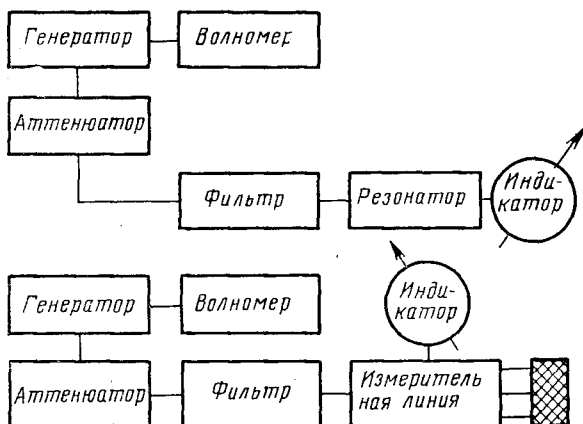 Генератор
Волномер
Аттенюатор
Фильтр
Резонатор
Инди-
катор
Генератор
Волномер
Инди-
катор
Аттенюатор
Фильтр
Измеритель
ная линия